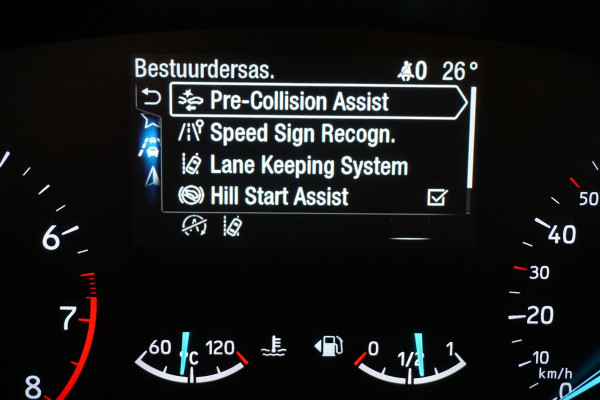 Bestuurdersas. 0 26°
Pre-Collision Assist
Speed Sign Recogn.
Lane Keeping System
Hill Start Assist
A
6
7
8
50
40
30
20
10
km/h
0
60 °C 120
0 1/2 1